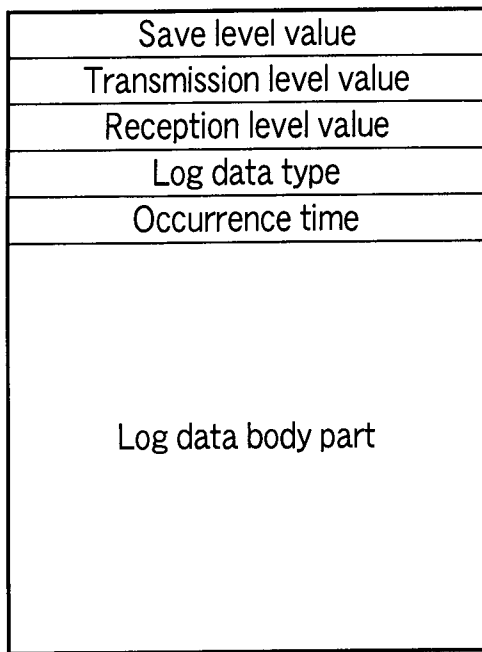 Save level value
Transmission level value
Reception level value
Log data type
Occurrence time
Log data body part